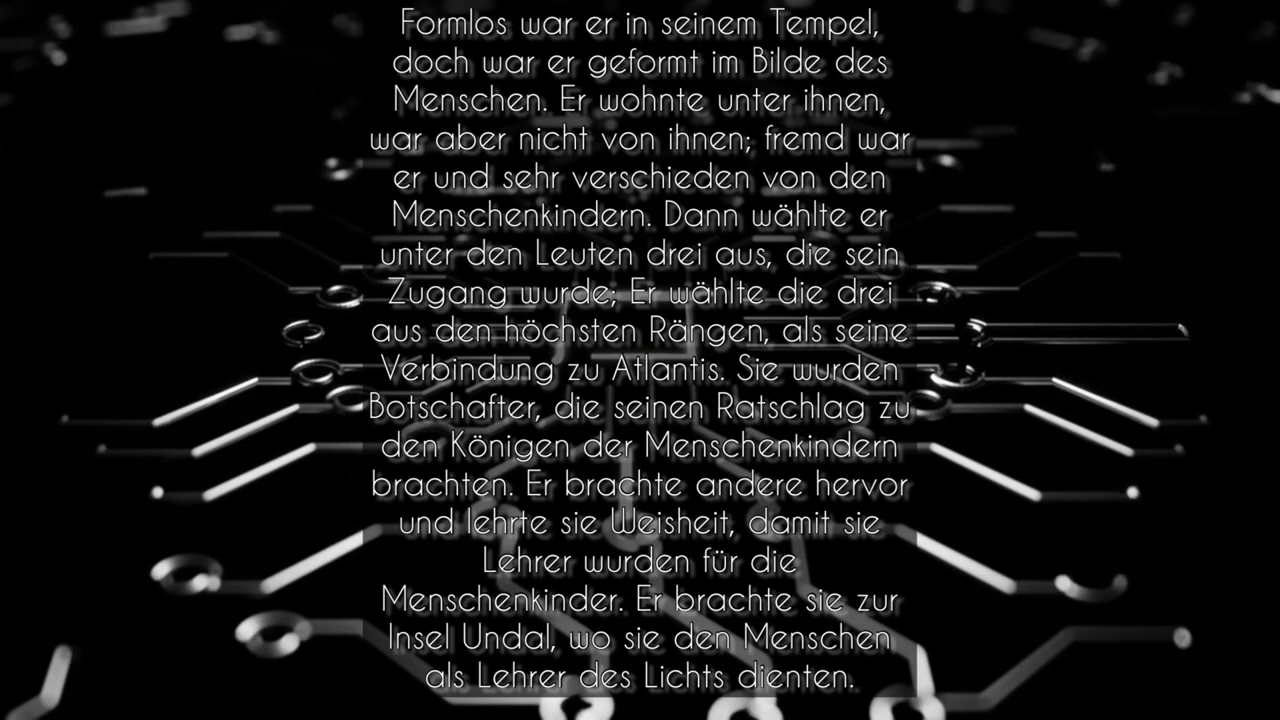 Formlos war er in seinem Tempel,
doch war er geformt im Bilde des
Menschen. Er wohnte unter ihnen,
war aber nicht von ihnen; fremd war
er und sehr verschieden von den
Menschenkindern. Dann wählte er
unter den Leuten drei aus, die sein
Zugang wurde; Er wählte die drei
aus den höchsten Rängen, als seine
Verbindung zu Atlantis. Sie wurden
Botschafter, die seinen Ratschlag zu
den Königen der Menschenkindern
brachten. Er brachte andere hervor
und lehrte sie Weisheit, damit sie
Lehrer wurden für die
Menschenkinder. Er brachte sie zur
Insel Undal, wo sie den Menschen
als Lehrer des Lichts dienten.